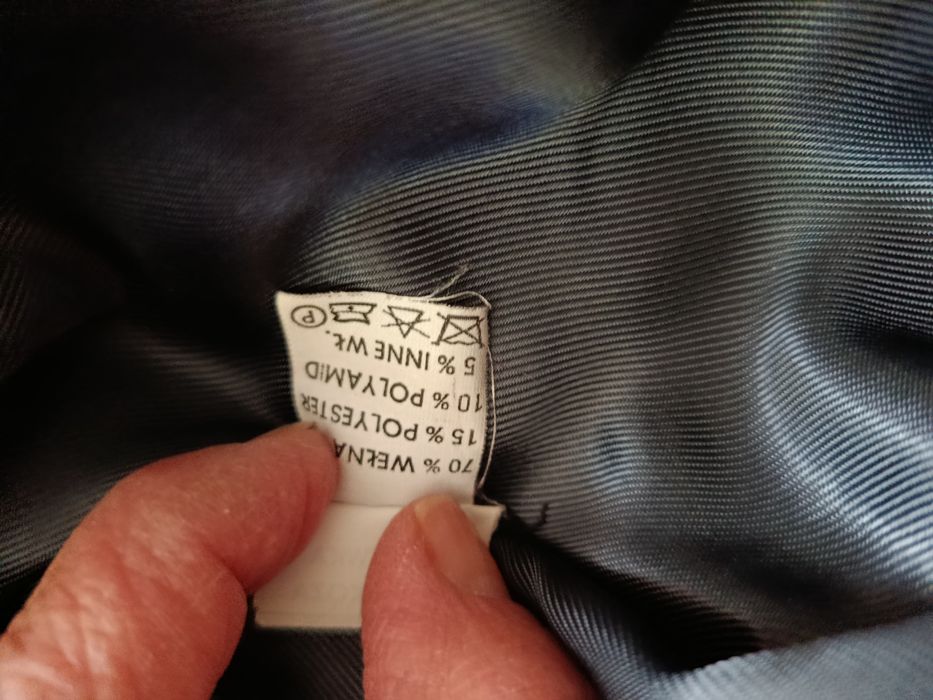 70 % WEŁNA
15 % POLYESTER
10 % POLYAMID
5 % INNE WŁ.
P